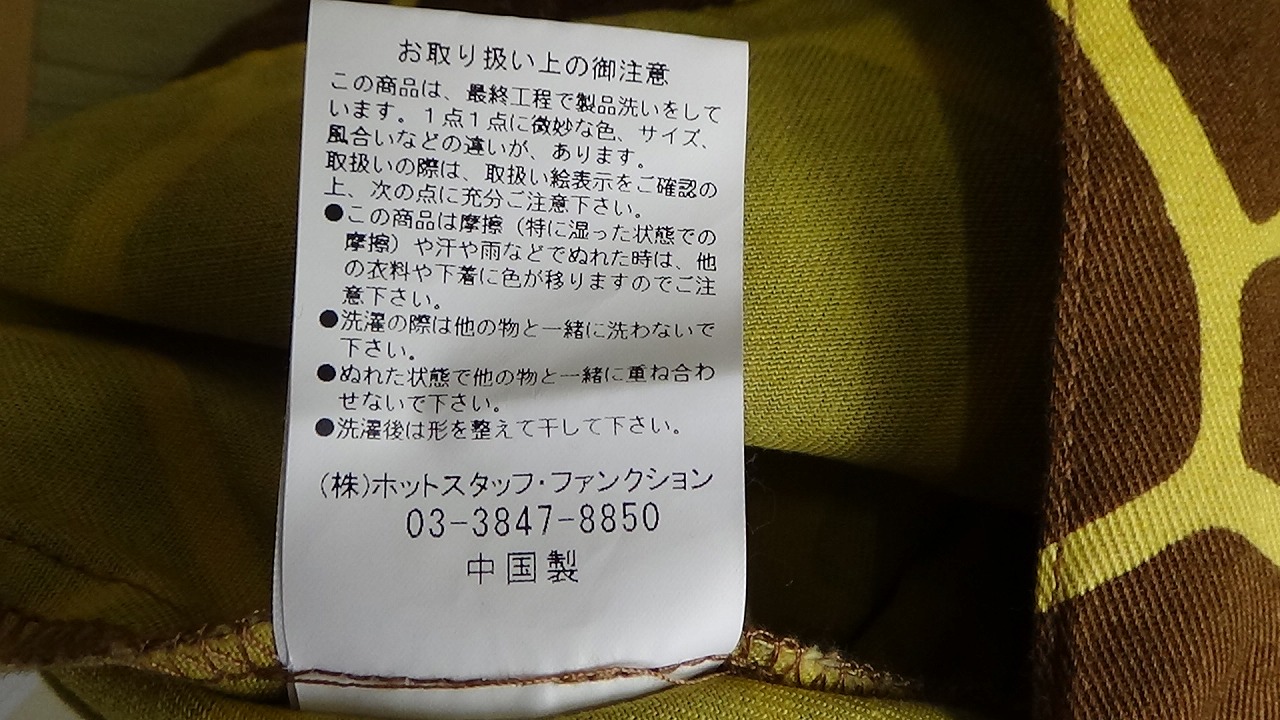 お取り扱い上の御注意
この商品は、最終工程で製品洗いをして
います。１点１点に微妙な色、サイズ、
風合いなどの違いが、あります。
取扱いの際は、取扱い絵表示をご確認の
上、次の点に充分ご注意下さい。
●この商品は摩擦（特に湿った状態での
摩擦）や汗や雨などでぬれた時は、他
の衣料や下着に色が移りますのでご注
意下さい。
●洗濯の際は他の物と一緒に洗わないで
下さい。
●ぬれた状態で他の物と一緒に重ね合わ
せないで下さい。
●洗濯後は形を整えて干して下さい。
(株)ホットスタッフ・ファンクション
03-3847-8850
中国製